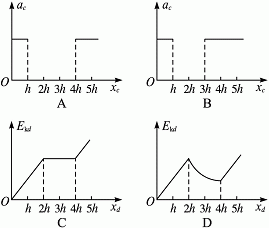 a_c a_c
O h 3h 4h 5h x_c O h 2h 3h 4h 5h x_c
A B
E_kd E_kd
O h 2h 3h 4h 5h x_d O h 2h 3h 4h 5h x_d
C D